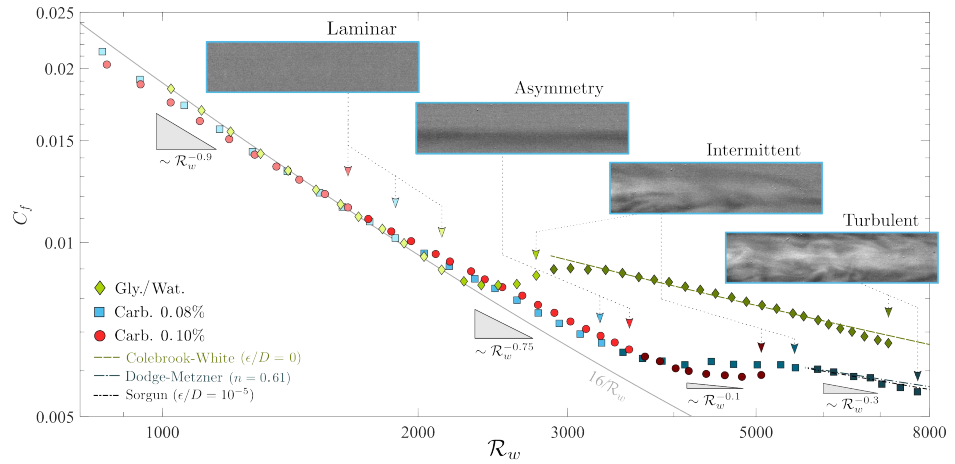 0.025
0.02
0.015
0.01
0.005
C_f
Laminar
Asymmetry
Intermittent
Turbulent
∼ R_w^{-0.9}
∼ R_w^{-0.75}
∼ R_w^{-0.1}
∼ R_w^{-0.3}
16/R_w
Gly./Wat.
Carb. 0.08%
Carb. 0.10%
Colebrook-White (ϵ/D = 0)
Dodge-Metzner (n = 0.61)
Sorgun (ϵ/D = 10^{-5})
1000
2000
3000
5000
8000
R_w